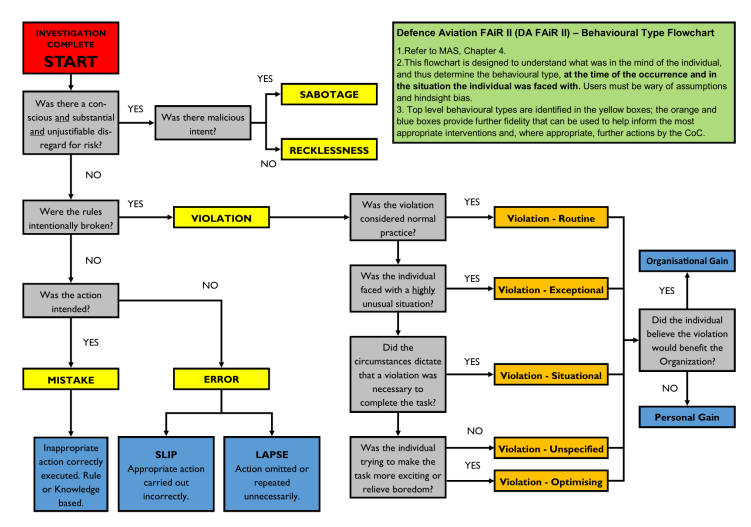 INVESTIGATION
COMPLETE
START
Defence Aviation FAiR II (DA FAiR II) – Behavioural Type Flowchart
1.Refer to MAS, Chapter 4.
2.This flowchart is designed to understand what was in the mind of the individual,
and thus determine the behavioural type, at the time of the occurrence and in
the situation the individual was faced with. Users must be wary of assumptions
and hindsight bias.
3. Top level behavioural types are identified in the yellow boxes; the orange and
blue boxes provide further fidelity that can be used to help inform the most
appropriate interventions and, where appropriate, further actions by the CoC.
Was there a con-
scious and substantial
and unjustifiable dis-
regard for risk?
YES
Was there malicious
intent?
YES
SABOTAGE
NO
RECKLESSNESS
NO
Were the rules
intentionally broken?
YES
VIOLATION
Was the violation
considered normal
practice?
YES
Violation - Routine
NO
Was the action
intended?
NO
YES
MISTAKE
ERROR
Inappropriate
action correctly
executed. Rule
or Knowledge
based.
SLIP
Appropriate action
carried out
incorrectly.
LAPSE
Action omitted or
repeated
unnecessarily.
Was the individual
faced with a highly
unusual situation?
YES
Violation - Exceptional
Did the
circumstances dictate
that a violation was
necessary to
complete the task?
YES
Violation - Situational
Was the individual
trying to make the
task more exciting or
relieve boredom?
NO
Violation - Unspecified
YES
Violation - Optimising
Organisational Gain
YES
Did the individual
believe the violation
would benefit the
Organization?
NO
Personal Gain